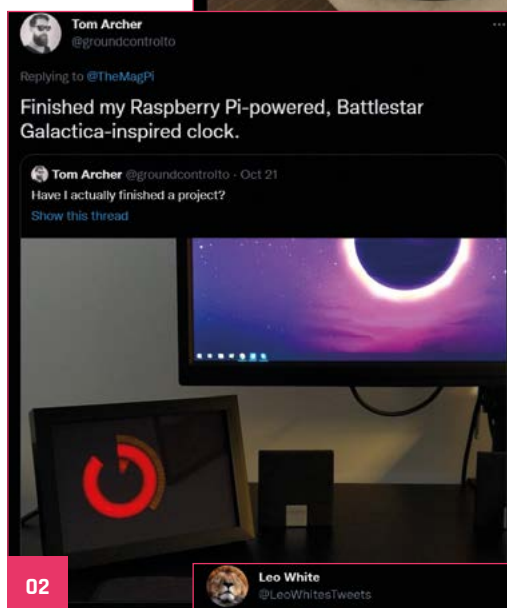 Tom Archer
@groundcontrolto
Replying to @TheMagPi
Finished my Raspberry Pi-powered, Battlestar
Galactica-inspired clock.
Tom Archer @groundcontrolto · Oct 21
Have I actually finished a project?
Show this thread
02
Leo White
@LeoWhitesTweets